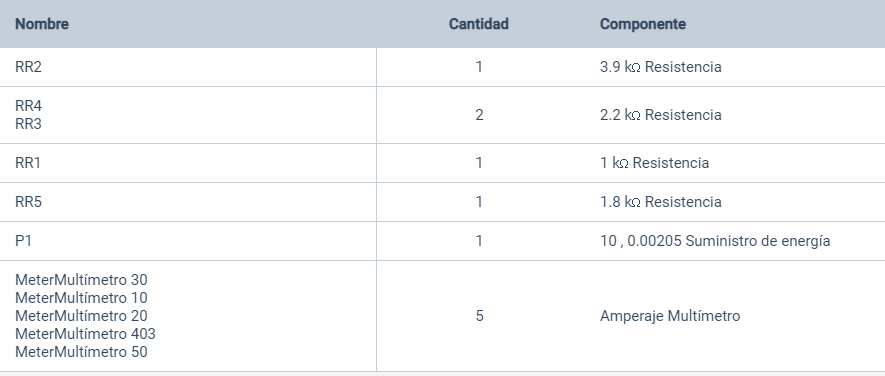 Nombre Cantidad Componente
RR2 1 3.9 kΩ Resistencia
RR4
RR3 2 2.2 kΩ Resistencia
RR1 1 1 kΩ Resistencia
RR5 1 1.8 kΩ Resistencia
P1 1 10 , 0.00205 Suministro de energía
MeterMultímetro 30
MeterMultímetro 10
MeterMultímetro 20 5 Amperaje Multímetro
MeterMultímetro 403
MeterMultímetro 50